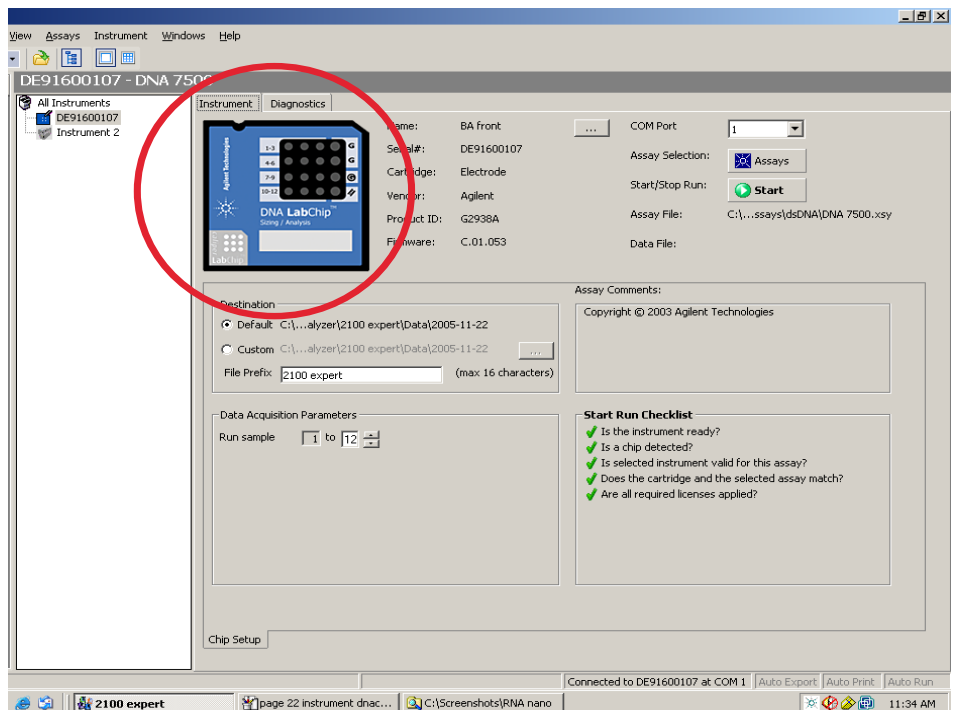 View Assays Instrument Windows Help
DE91600107 - DNA 7500
All Instruments
DE91600107
Instrument 2
Instrument Diagnostics
Agilent Technologies
1-3
4-6
7-9
10-12
G
G
DNA LabChip™
Sizing / Analysis
LabChip
Name: BA front ...
Serial#: DE91600107
Cartridge: Electrode
Vendor: Agilent
Product ID: G2938A
Firmware: C.01.053
COM Port 1
Assay Selection: Assays
Start/Stop Run: Start
Assay File: C:\...ssays\dsDNA\DNA 7500.xsy
Data File:
Destination
Default C:\...alyzer\2100 expert\Data\2005-11-22
Custom C:\...alyzer\2100 expert\Data\2005-11-22 ...
File Prefix 2100 expert (max 16 characters)
Assay Comments:
Copyright © 2003 Agilent Technologies
Data Acquisition Parameters
Run sample 1 to 12
Start Run Checklist
Is the instrument ready?
Is a chip detected?
Is selected instrument valid for this assay?
Does the cartridge and the selected assay match?
Are all required licenses applied?
Chip Setup
Connected to DE91600107 at COM 1 Auto Export Auto Print Auto Run
2100 expert page 22 instrument dnac... C:\Screenshots\RNA nano 11:34 AM